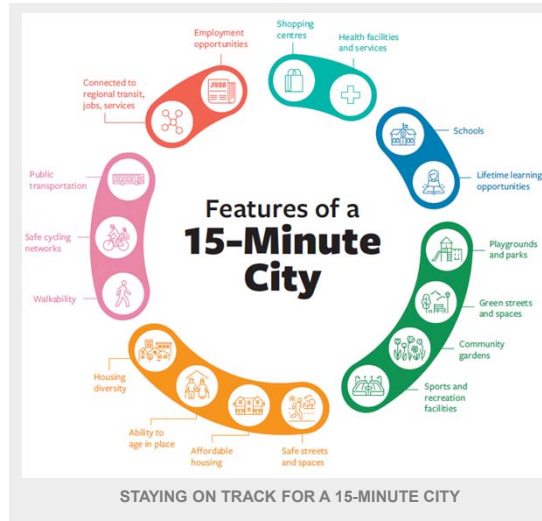 Features of a
15-Minute
City
Shopping
centres
Health facilities
and services
Schools
Lifetime learning
opportunities
Playgrounds
and parks
Green streets
and spaces
Community
gardens
Sports and
recreation
facilities
Safe streets
and spaces
Affordable
housing
Ability to
age in place
Housing
diversity
Walkability
Safe cycling
networks
Public
transportation
Connected to
regional transit,
jobs, services
Employment
opportunities
JOBS
STAYING ON TRACK FOR A 15-MINUTE CITY